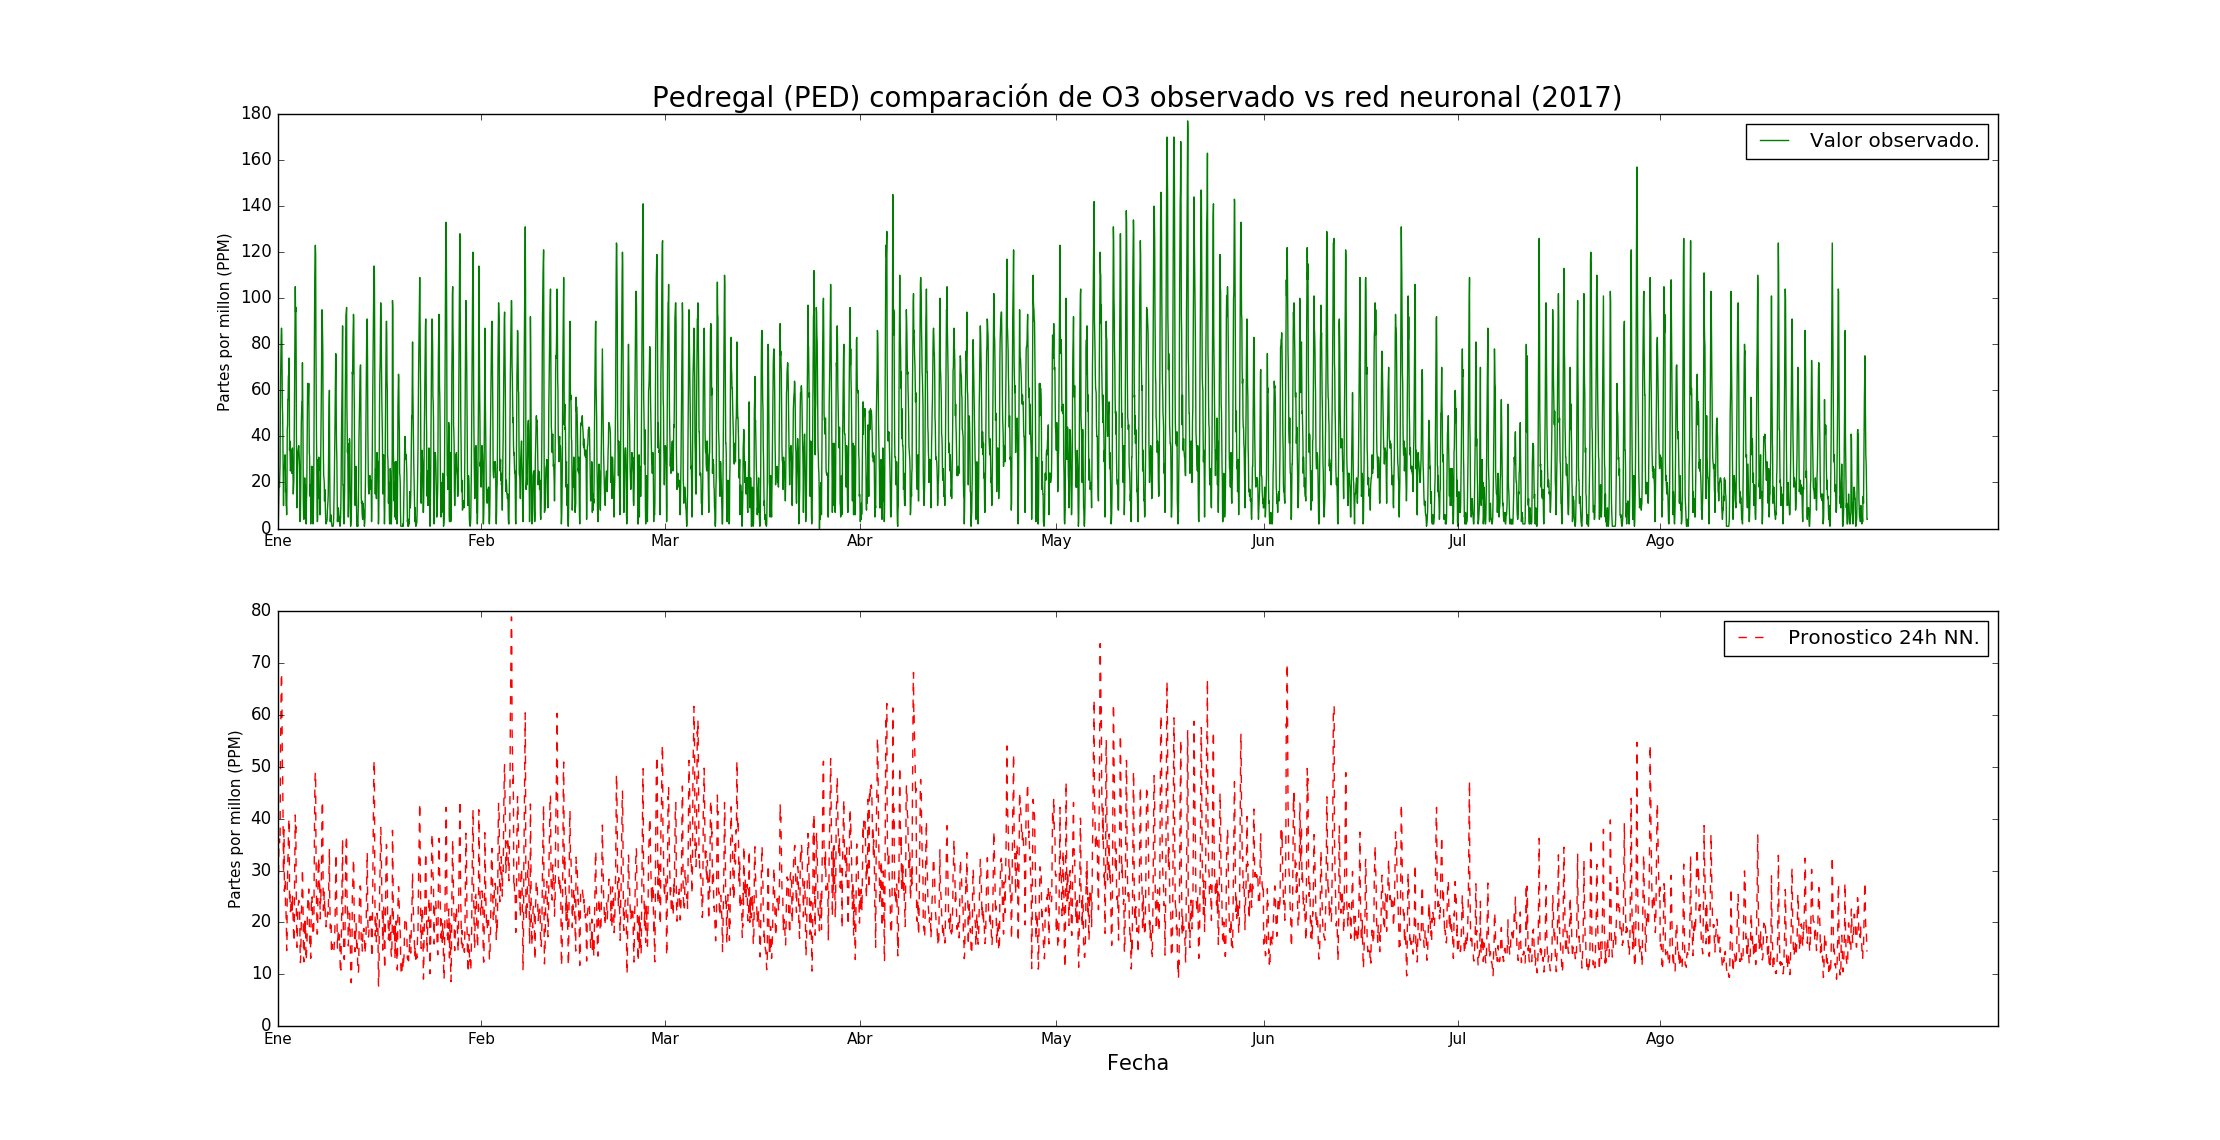 Pedregal (PED) comparación de O3 observado vs red neuronal (2017)
180
160
140
120
100
80
60
40
20
0
Partes por millon (PPM)
Valor observado.
Ene Feb Mar Abr May Jun Jul Ago
80
70
60
50
40
30
20
10
0
Partes por millon (PPM)
Pronostico 24h NN.
Ene Feb Mar Abr May Jun Jul Ago
Fecha